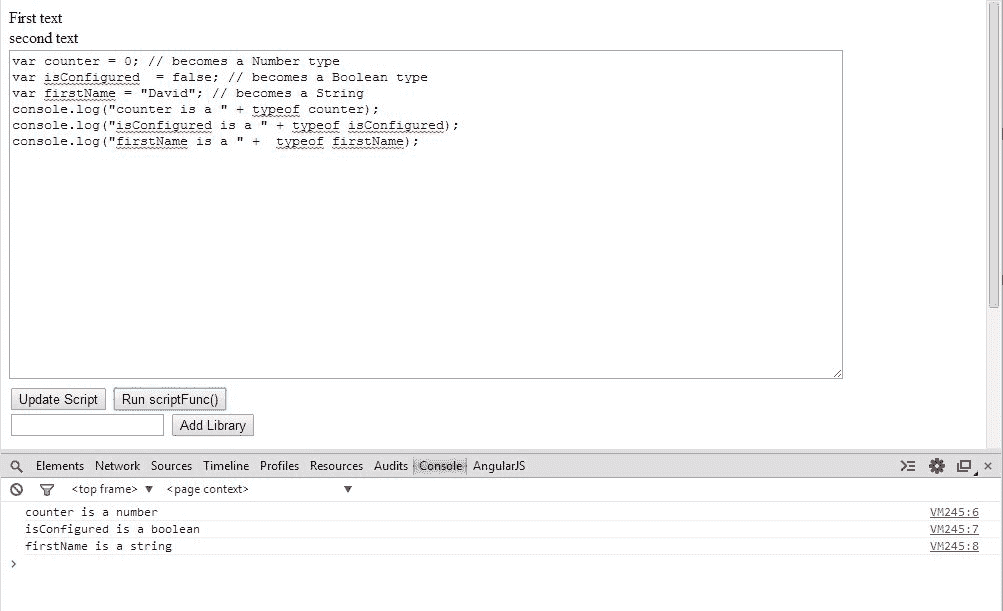 First text
second text
var counter = 0; // becomes a Number type
var isConfigured  = false; // becomes a Boolean type
var firstName = "David"; // becomes a String
console.log("counter is a " + typeof counter);
console.log("isConfigured is a " + typeof isConfigured);
console.log("firstName is a " +  typeof firstName);
Update Script Run scriptFunc()
Add Library
Elements Network Sources Timeline Profiles Resources Audits Console AngularJS
<top frame> ▼ <page context> ▼
counter is a number VM245:6
isConfigured is a boolean VM245:7
firstName is a string VM245:8
>